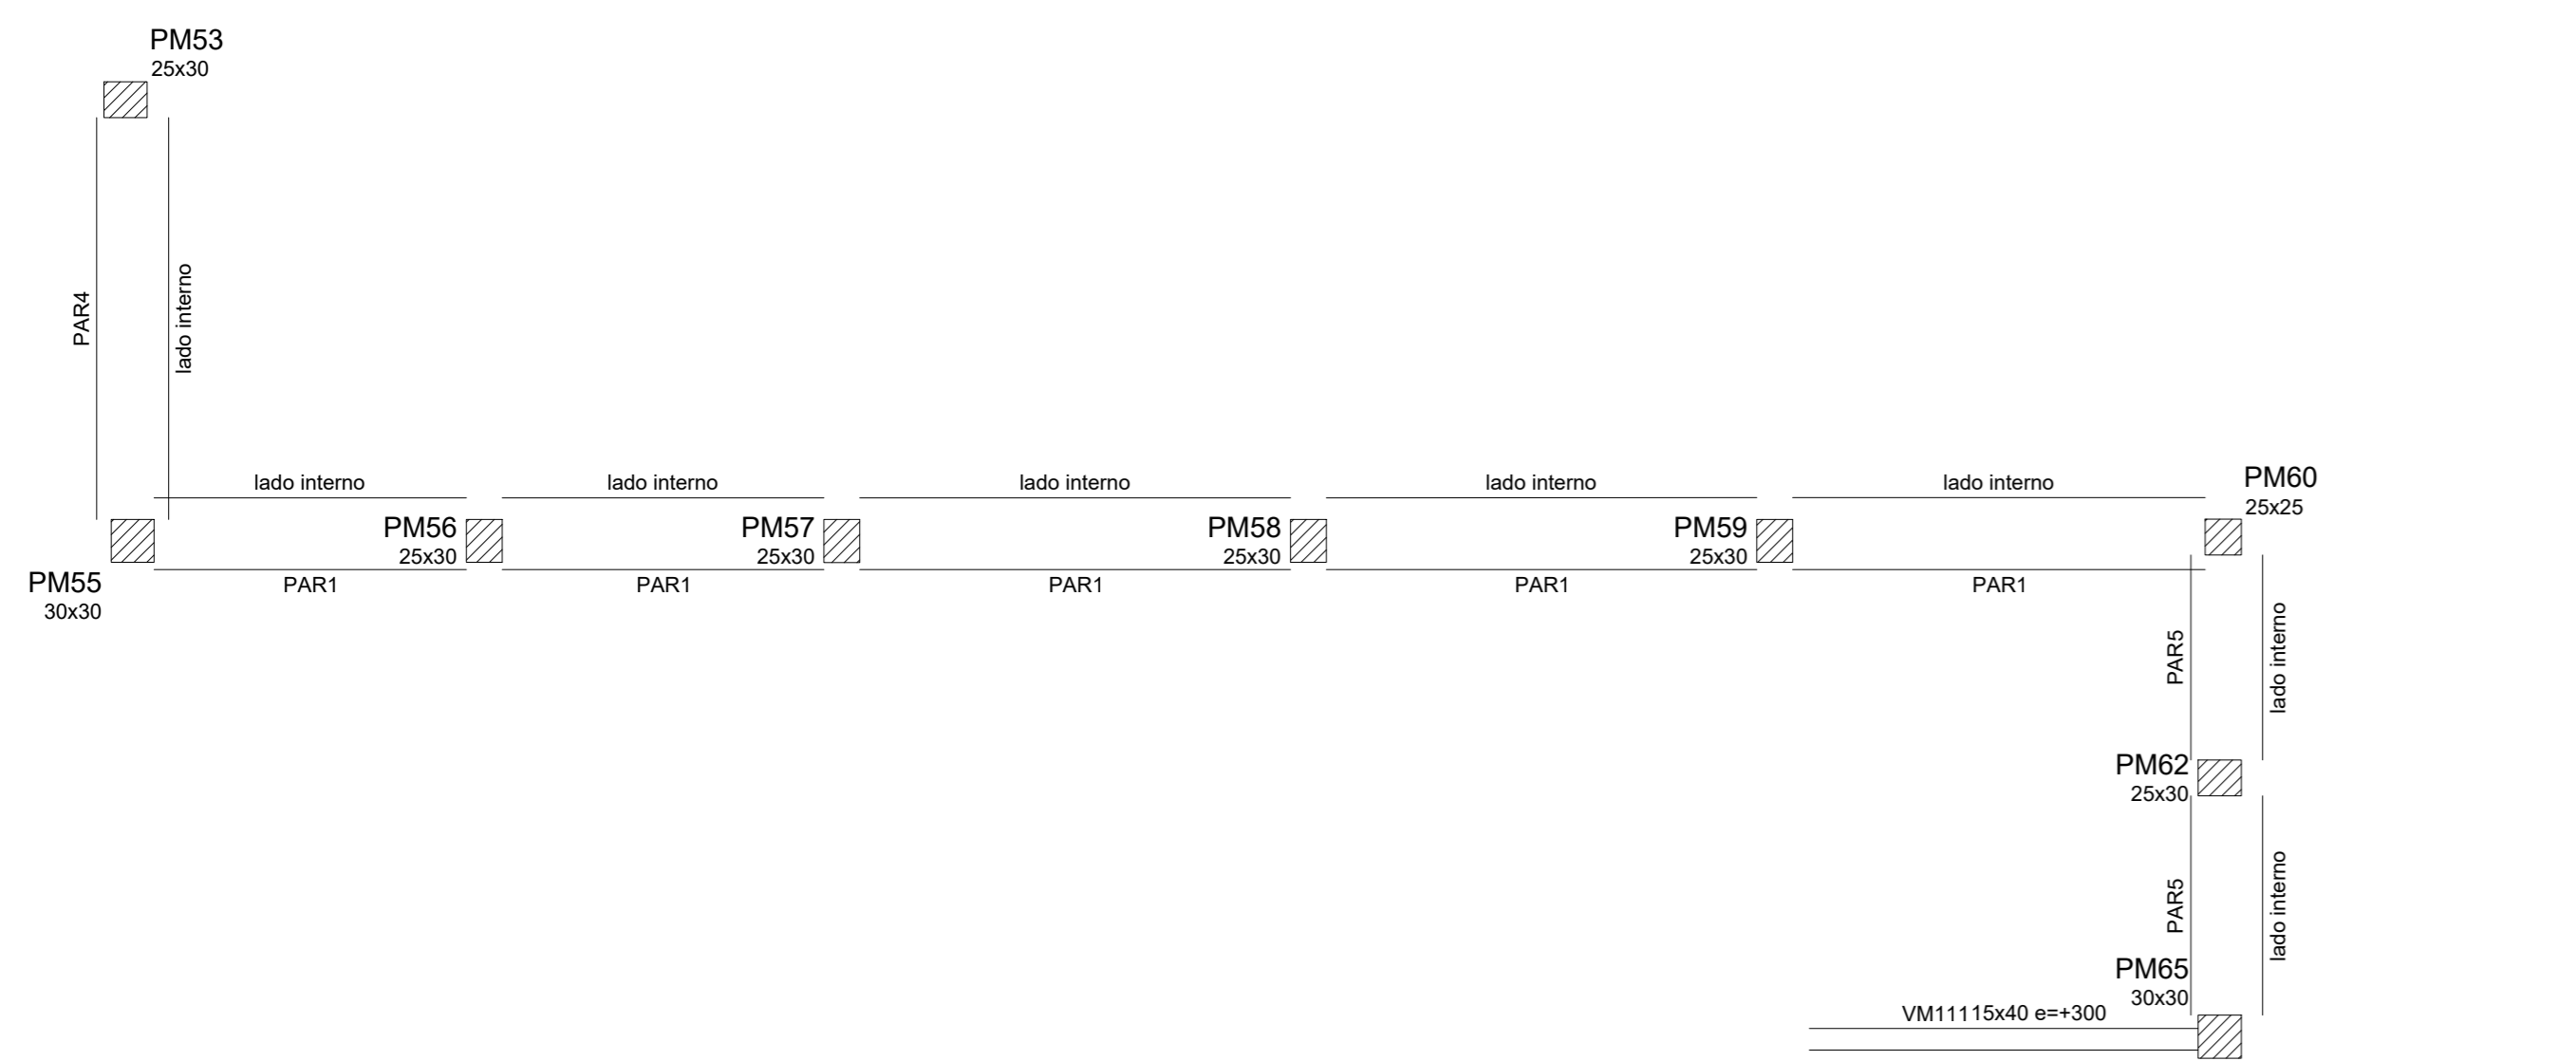 PM53
25x30
PAR4
lado interno
lado interno
lado interno
lado interno
lado interno
lado interno
PM60
25x25
PM56
25x30
PM57
25x30
PM58
25x30
PM59
25x30
PM55
30x30
PAR1
PAR1
PAR1
PAR1
PAR1
PAR5
lado interno
PM62
25x30
PAR5
lado interno
PM65
30x30
VM11115x40 e=+300